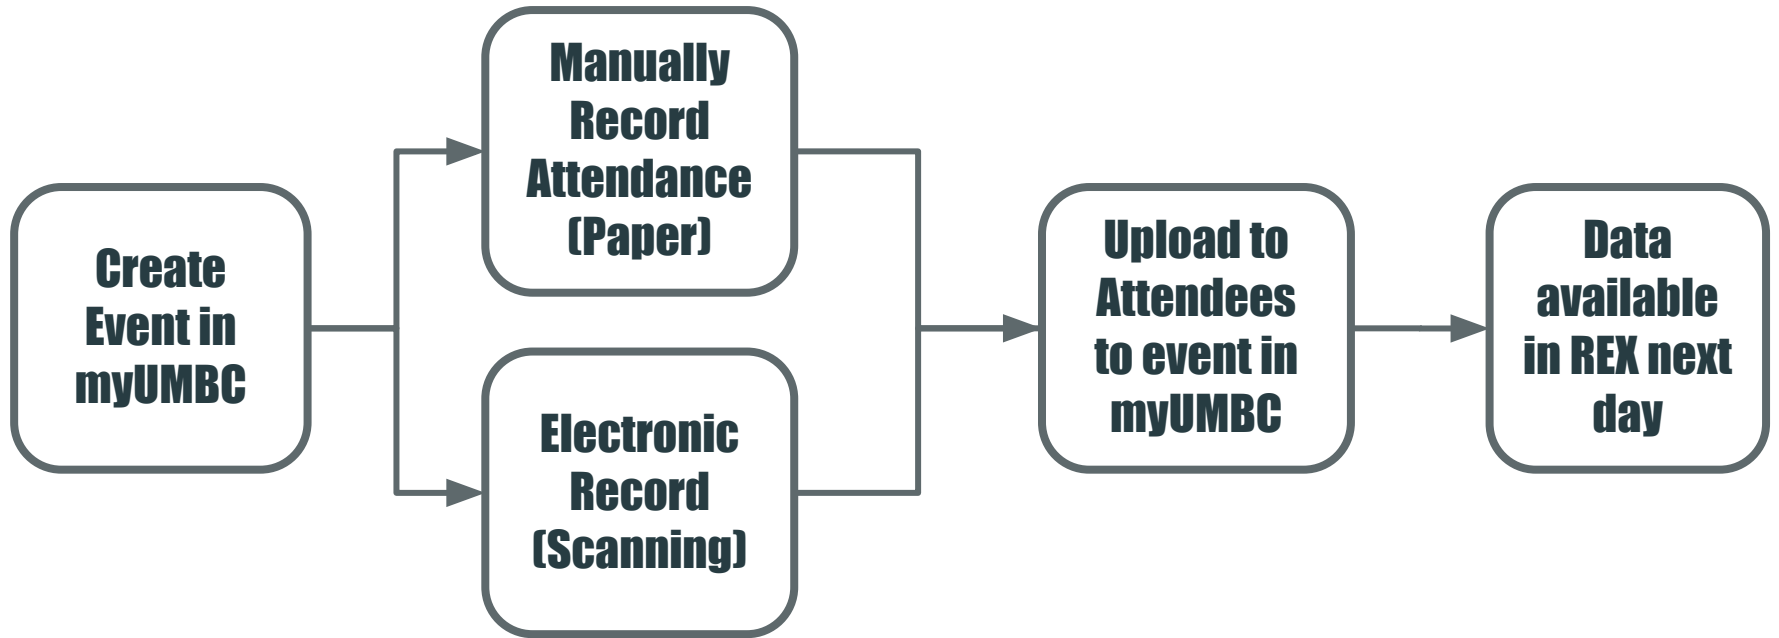 Create
Event in
myUMBC
Manually
Record
Attendance
(Paper)
Electronic
Record
(Scanning)
Upload to
Attendees
to event in
myUMBC
Data
available
in REX next
day